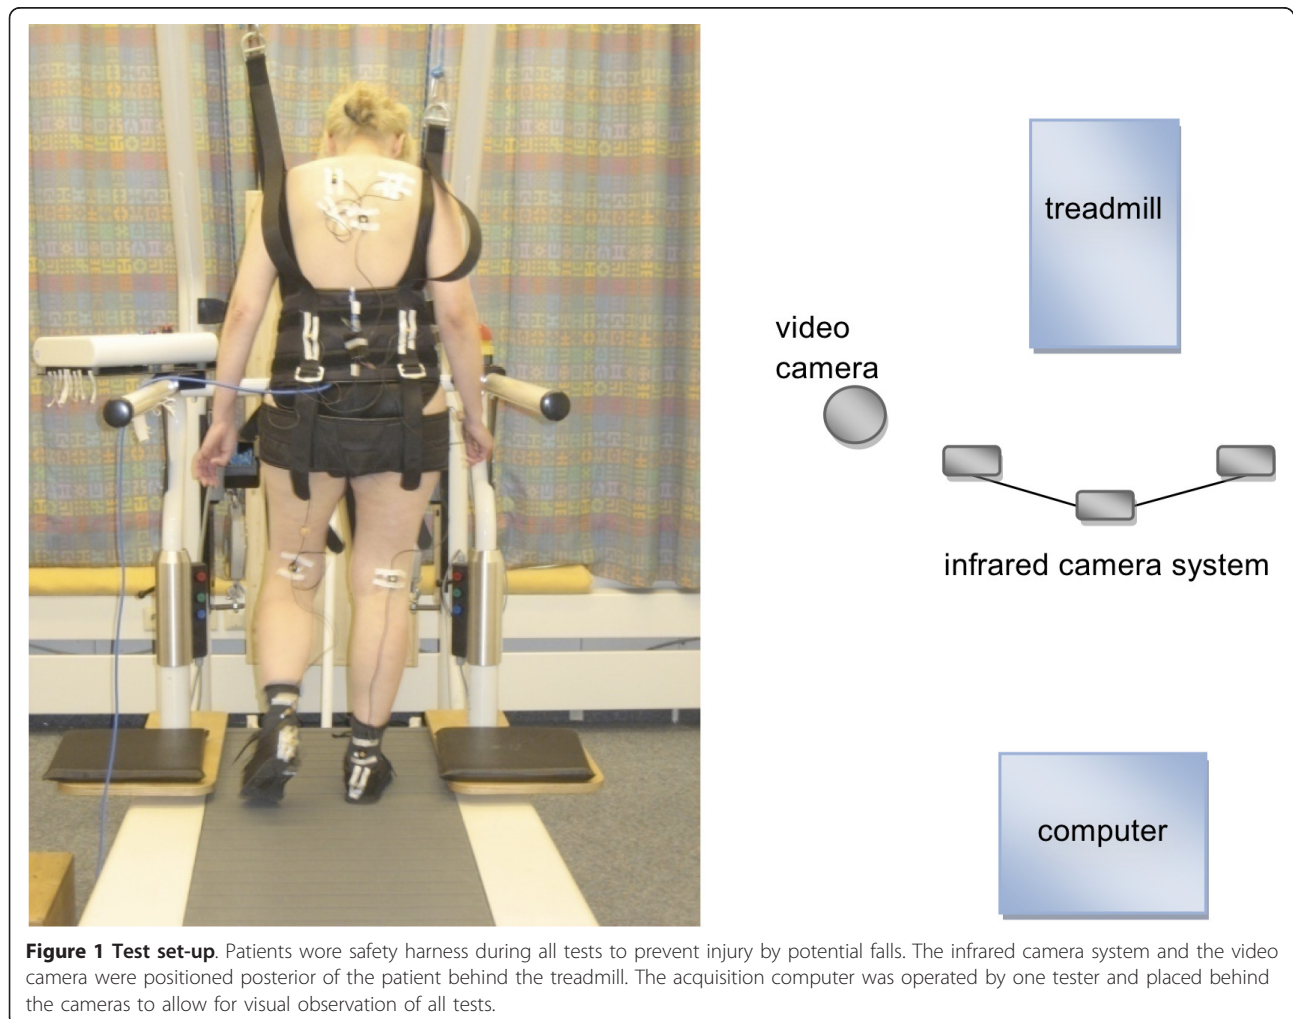 treadmill
video
camera
infrared camera system
computer
Figure 1 Test set-up. Patients wore safety harness during all tests to prevent injury by potential falls. The infrared camera system and the video
camera were positioned posterior of the patient behind the treadmill. The acquisition computer was operated by one tester and placed behind
the cameras to allow for visual observation of all tests.